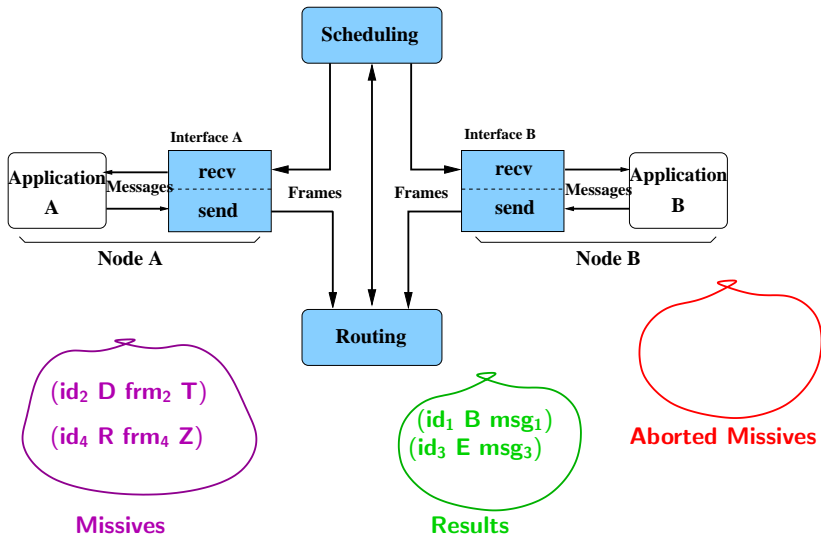 Scheduling
Interface A
Interface B
Application
A
Messages
recv
send
Frames
Frames
recv
send
Messages
Application
B
Node A
Node B
Routing
(id₂ D frm₂ T)
(id₄ R frm₄ Z)
Missives
(id₁ B msg₁)
(id₃ E msg₃)
Results
Aborted Missives